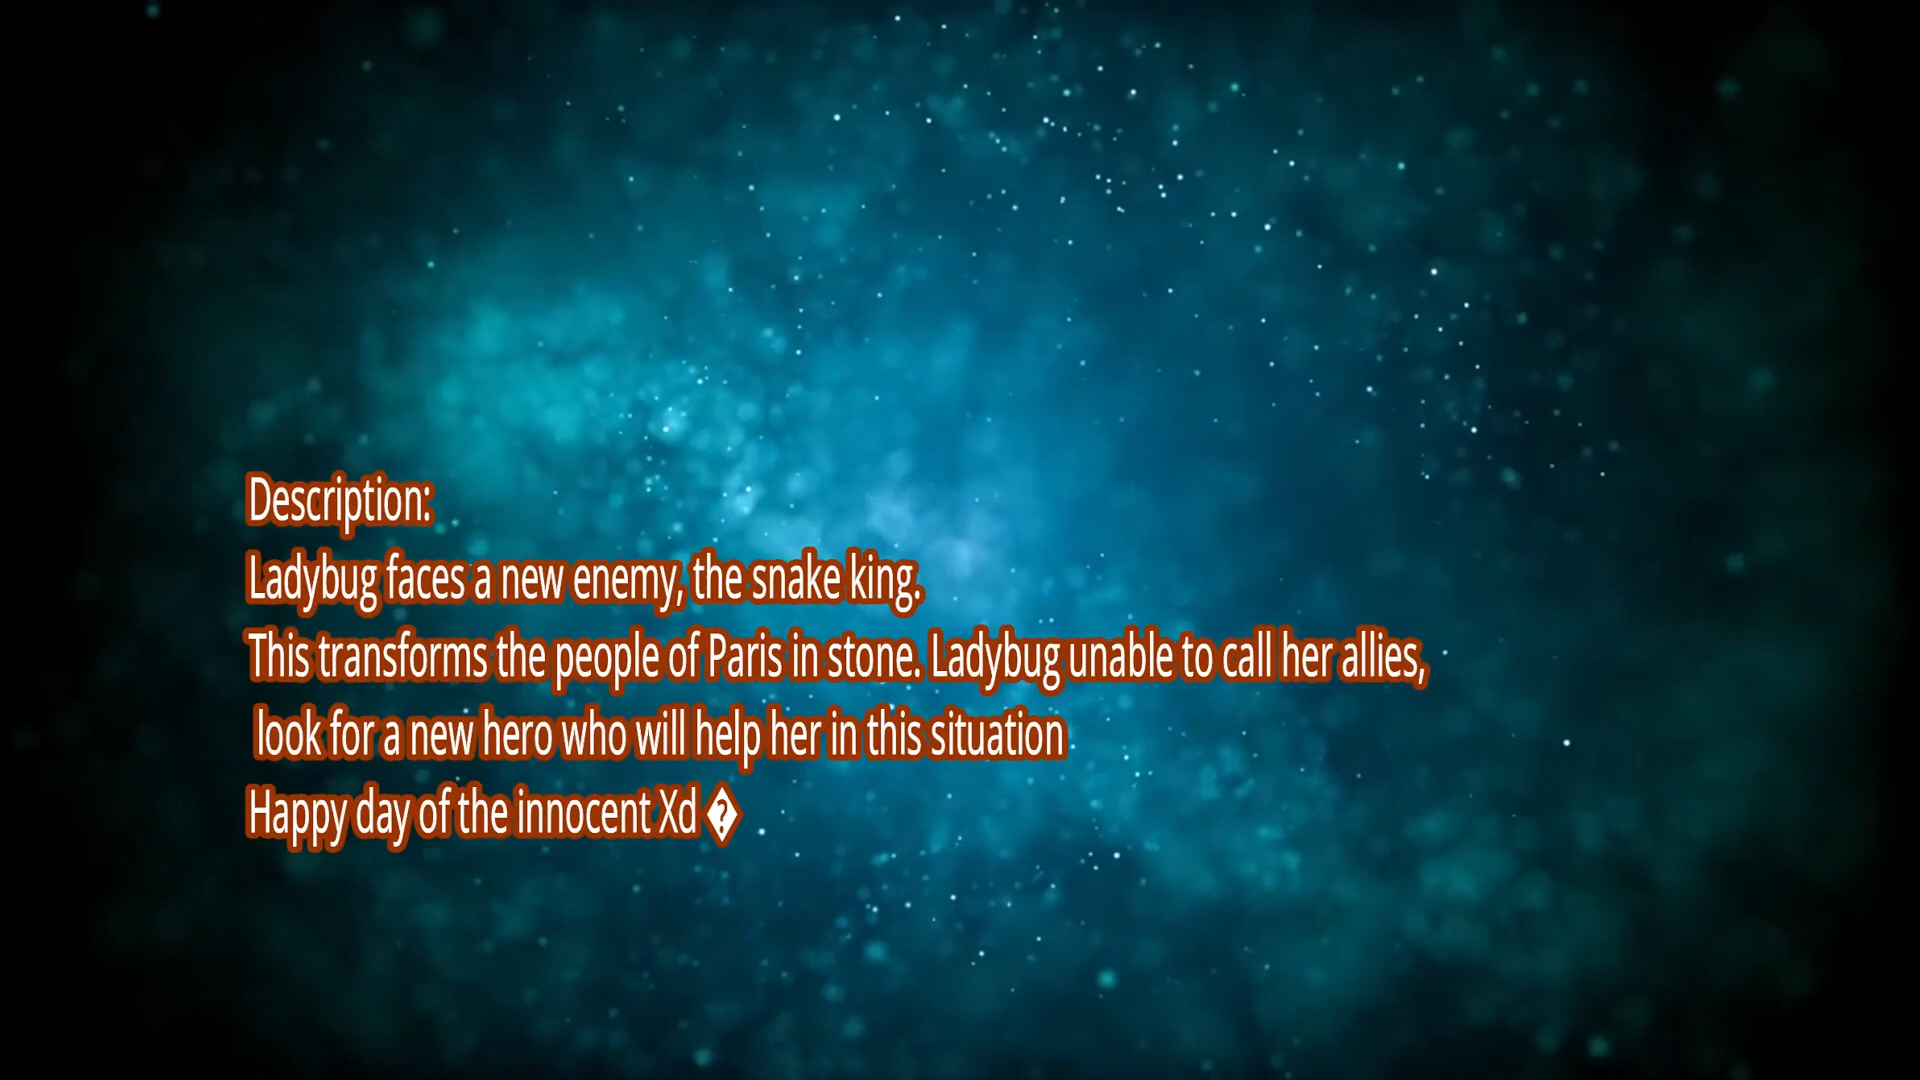 Description:
Ladybug faces a new enemy, the snake king.
This transforms the people of Paris in stone. Ladybug unable to call her allies,
look for a new hero who will help her in this situation
Happy day of the innocent Xd �